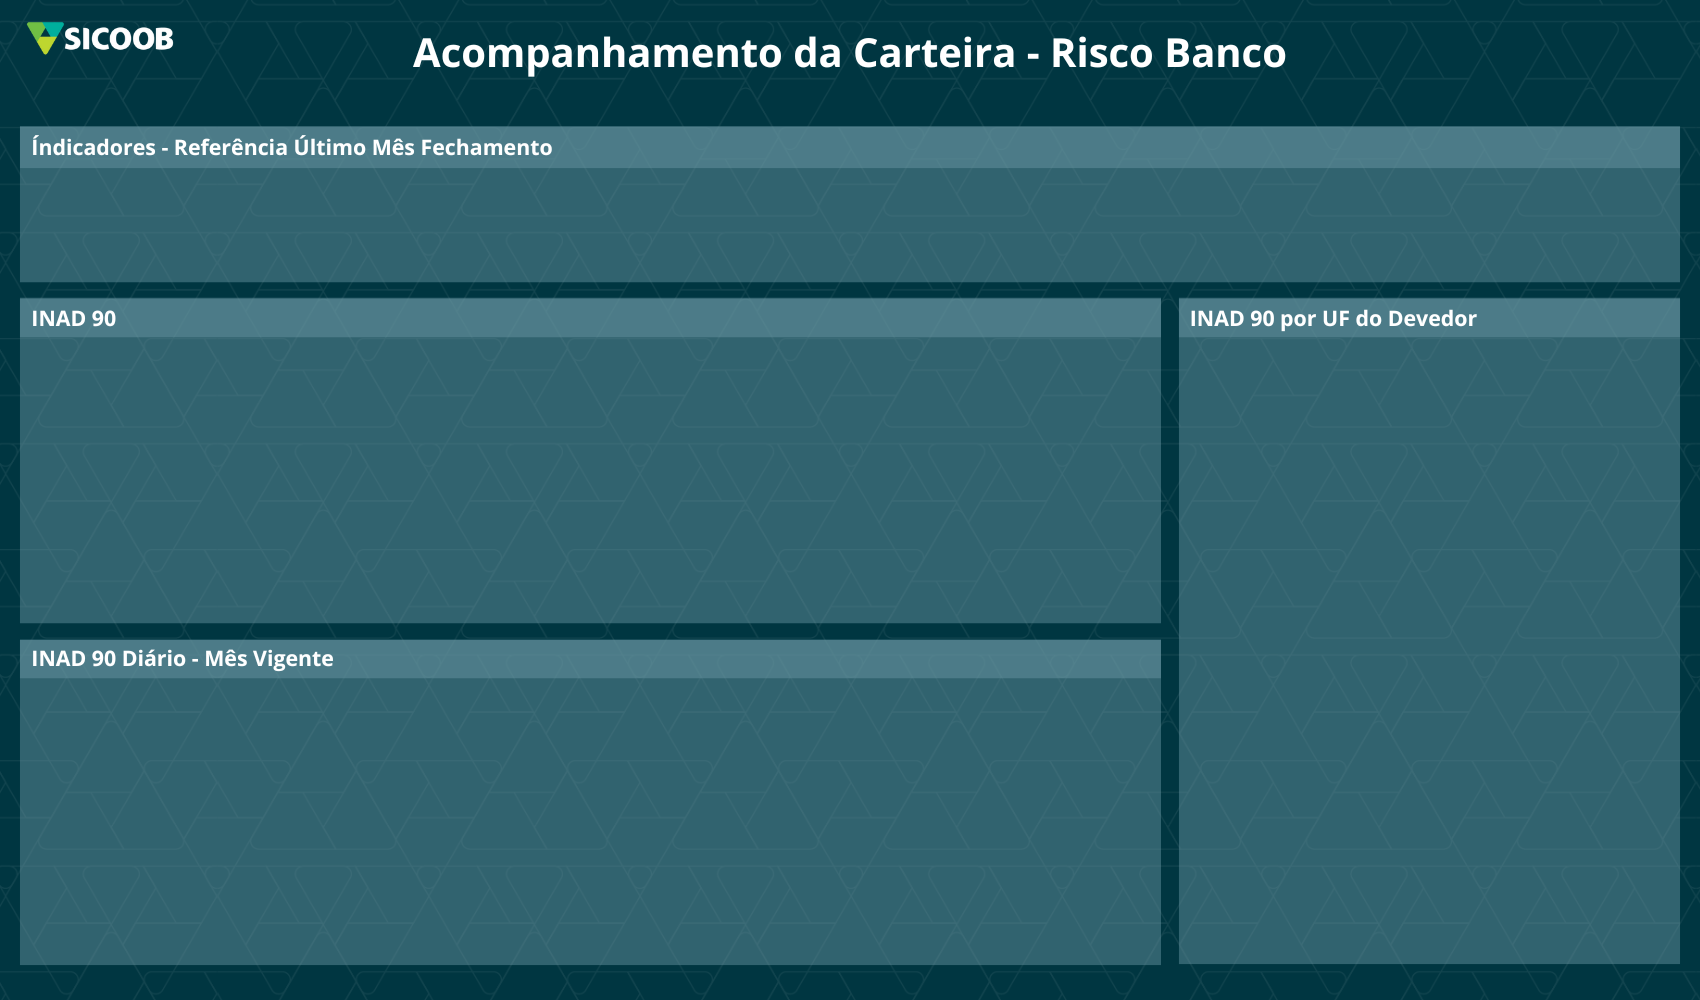 SICOOB
Acompanhamento da Carteira - Risco Banco
Índicadores - Referência Último Mês Fechamento
INAD 90
INAD 90 por UF do Devedor
INAD 90 Diário - Mês Vigente